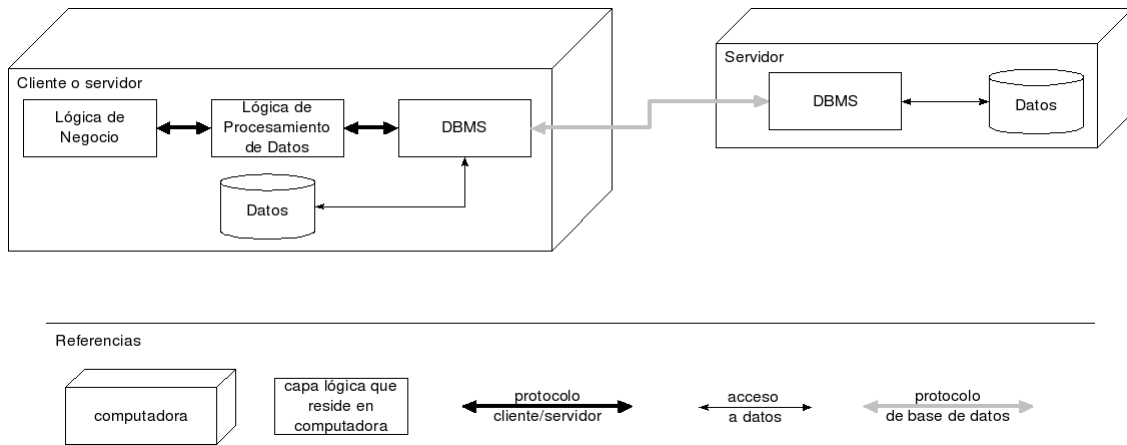 Cliente o servidor
Lógica de
Negocio
Lógica de
Procesamiento
de Datos
DBMS
Datos
Servidor
DBMS
Datos
Referencias
computadora
capa lógica que
reside en
computadora
protocolo
cliente/servidor
acceso
a datos
protocolo
de base de datos